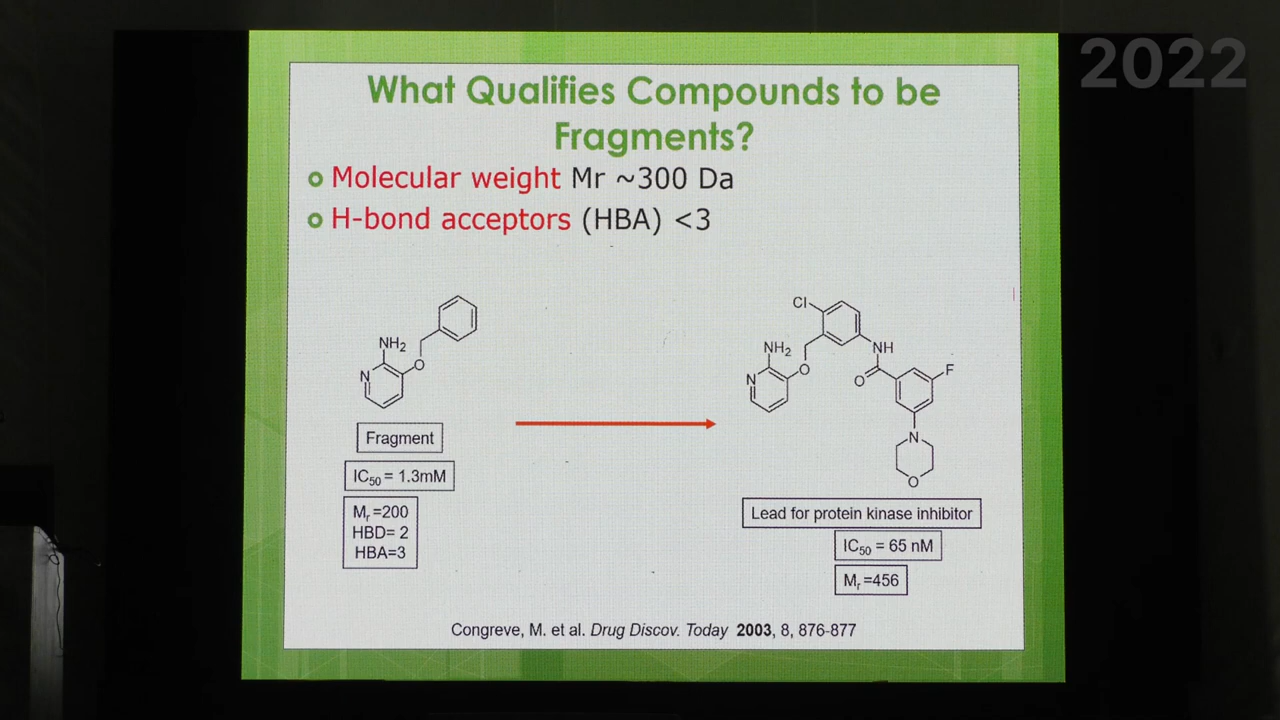 2022
What Qualifies Compounds to be
Fragments?
Molecular weight Mr ~300 Da
H-bond acceptors (HBA) <3
NH₂
O
N
Fragment
IC₅₀ = 1.3mM
Mᵣ =200
HBD= 2
HBA=3
Cl
NH₂
O
N
NH
O
F
N
O
Lead for protein kinase inhibitor
IC₅₀ = 65 nM
Mᵣ =456
Congreve, M. et al. Drug Discov. Today 2003, 8, 876-877